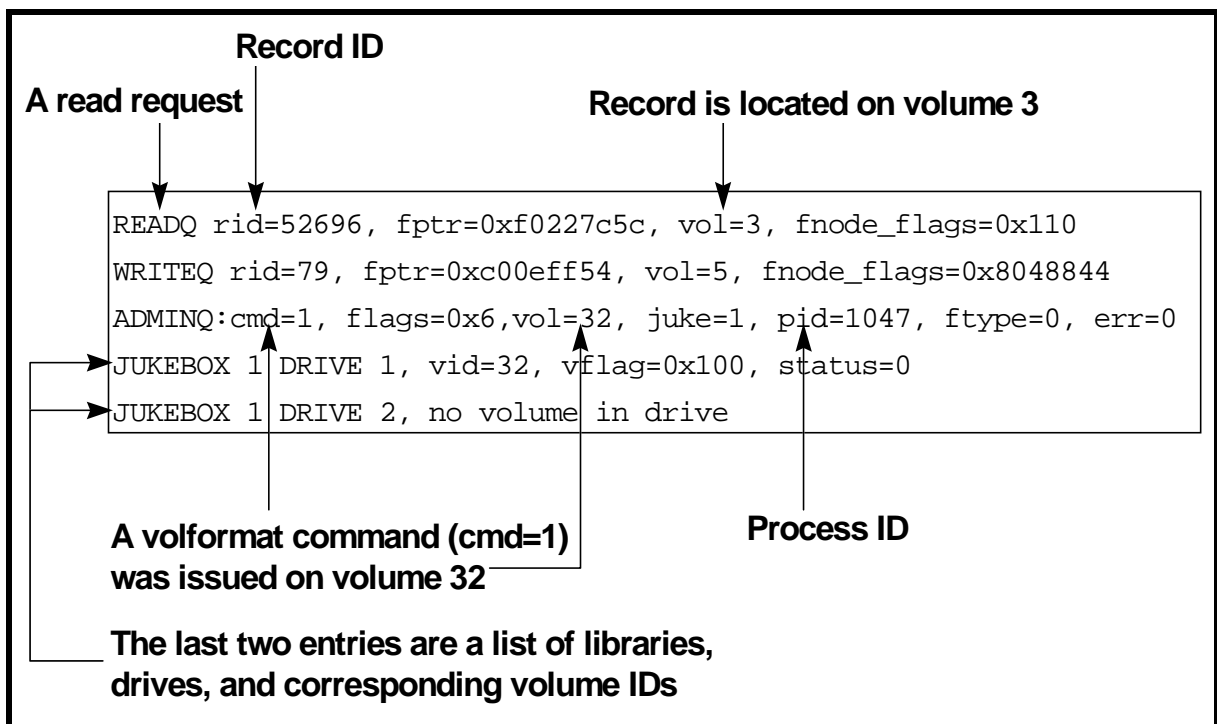 Record ID
A read request
Record is located on volume 3
READQ rid=52696, fptr=0xf0227c5c, vol=3, fnode_flags=0x110
WRITEQ rid=79, fptr=0xc00eff54, vol=5, fnode_flags=0x8048844
ADMINQ:cmd=1, flags=0x6,vol=32, juke=1, pid=1047, ftype=0, err=0
JUKEBOX 1 DRIVE 1, vid=32, vflag=0x100, status=0
JUKEBOX 1 DRIVE 2, no volume in drive
A volformat command (cmd=1)
was issued on volume 32
Process ID
The last two entries are a list of libraries,
drives, and corresponding volume IDs